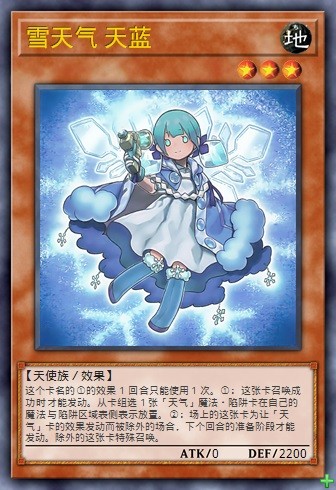 雪天气 天蓝
地
【天使族／效果】
这个卡名的①的效果1回合只能使用1次。①：这张卡召唤成
功时才能发动。从卡组选1张「天气」魔法·陷阱卡在自己的
魔法与陷阱区域表侧表示放置。②：场上的这张卡为让「天
气」卡的效果发动而被除外的场合，下个回合的准备阶段才能
发动。除外的这张卡特殊召唤。
ATK/0 DEF/2200